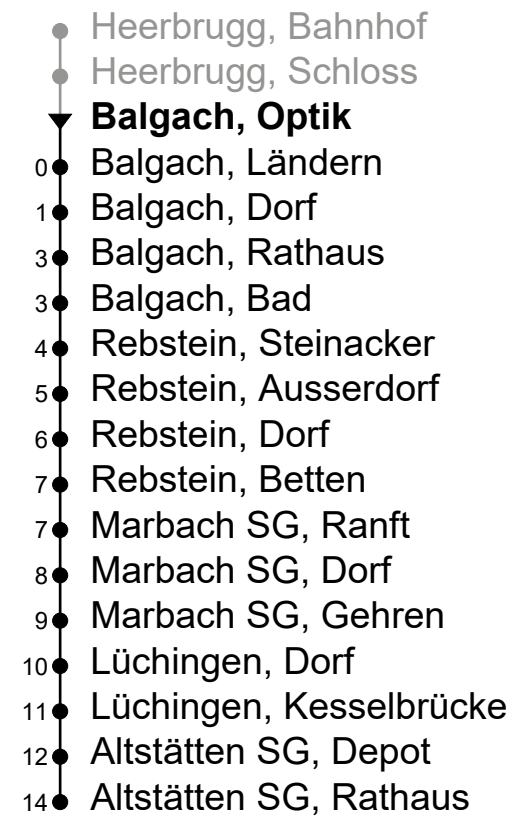 Heerbrugg, Bahnhof
Heerbrugg, Schloss
Balgach, Optik
0 Balgach, Ländern
1 Balgach, Dorf
3 Balgach, Rathaus
3 Balgach, Bad
4 Rebstein, Steinacker
5 Rebstein, Ausserdorf
6 Rebstein, Dorf
7 Rebstein, Betten
7 Marbach SG, Ranft
8 Marbach SG, Dorf
9 Marbach SG, Gehren
10 Lüchingen, Dorf
11 Lüchingen, Kesselbrücke
12 Altstätten SG, Depot
14 Altstätten SG, Rathaus